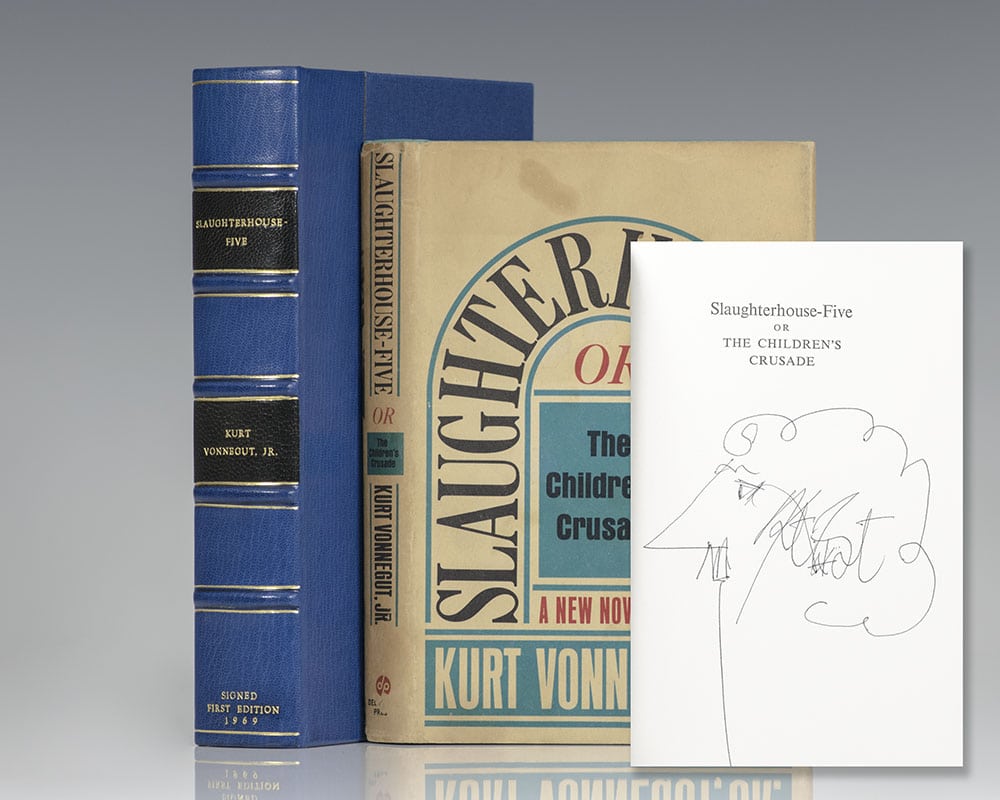 SLAUGHTERHOUSE-
FIVE
KURT
VONNEGUT, JR.
SIGNED
FIRST EDITION
1969
SLAUGHTERHOUSE-FIVE
OR
The
Children's
Crusade
KURT VONNEGUT, JR.
SLAUGHTERH
OR
The
Childre
Crusa
A NEW NOV
KURT VONN
Slaughterhouse-Five
OR
THE CHILDREN'S
CRUSADE